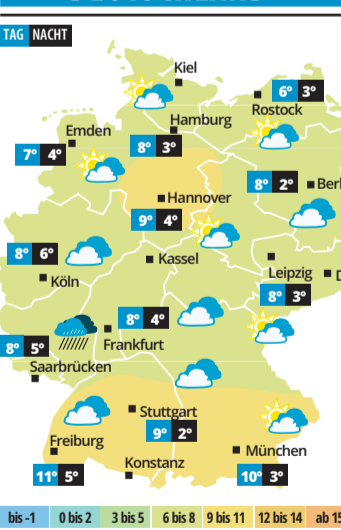 TAG NACHT
Kiel
6° 3°
Rostock
Hamburg
Emden
8° 3°
7° 4°
8° 2°
Hannover
9° 4°
Kassel
8° 6°
Köln
Leipzig
8° 3°
8° 4°
Frankfurt
8° 5°
Saarbrücken
Stuttgart
9° 2°
Freiburg
München
Konstanz
11° 5°
10° 3°
bis -1 0 bis 2 3 bis 5 6 bis 8 9 bis 11 12 bis 14 ab 15